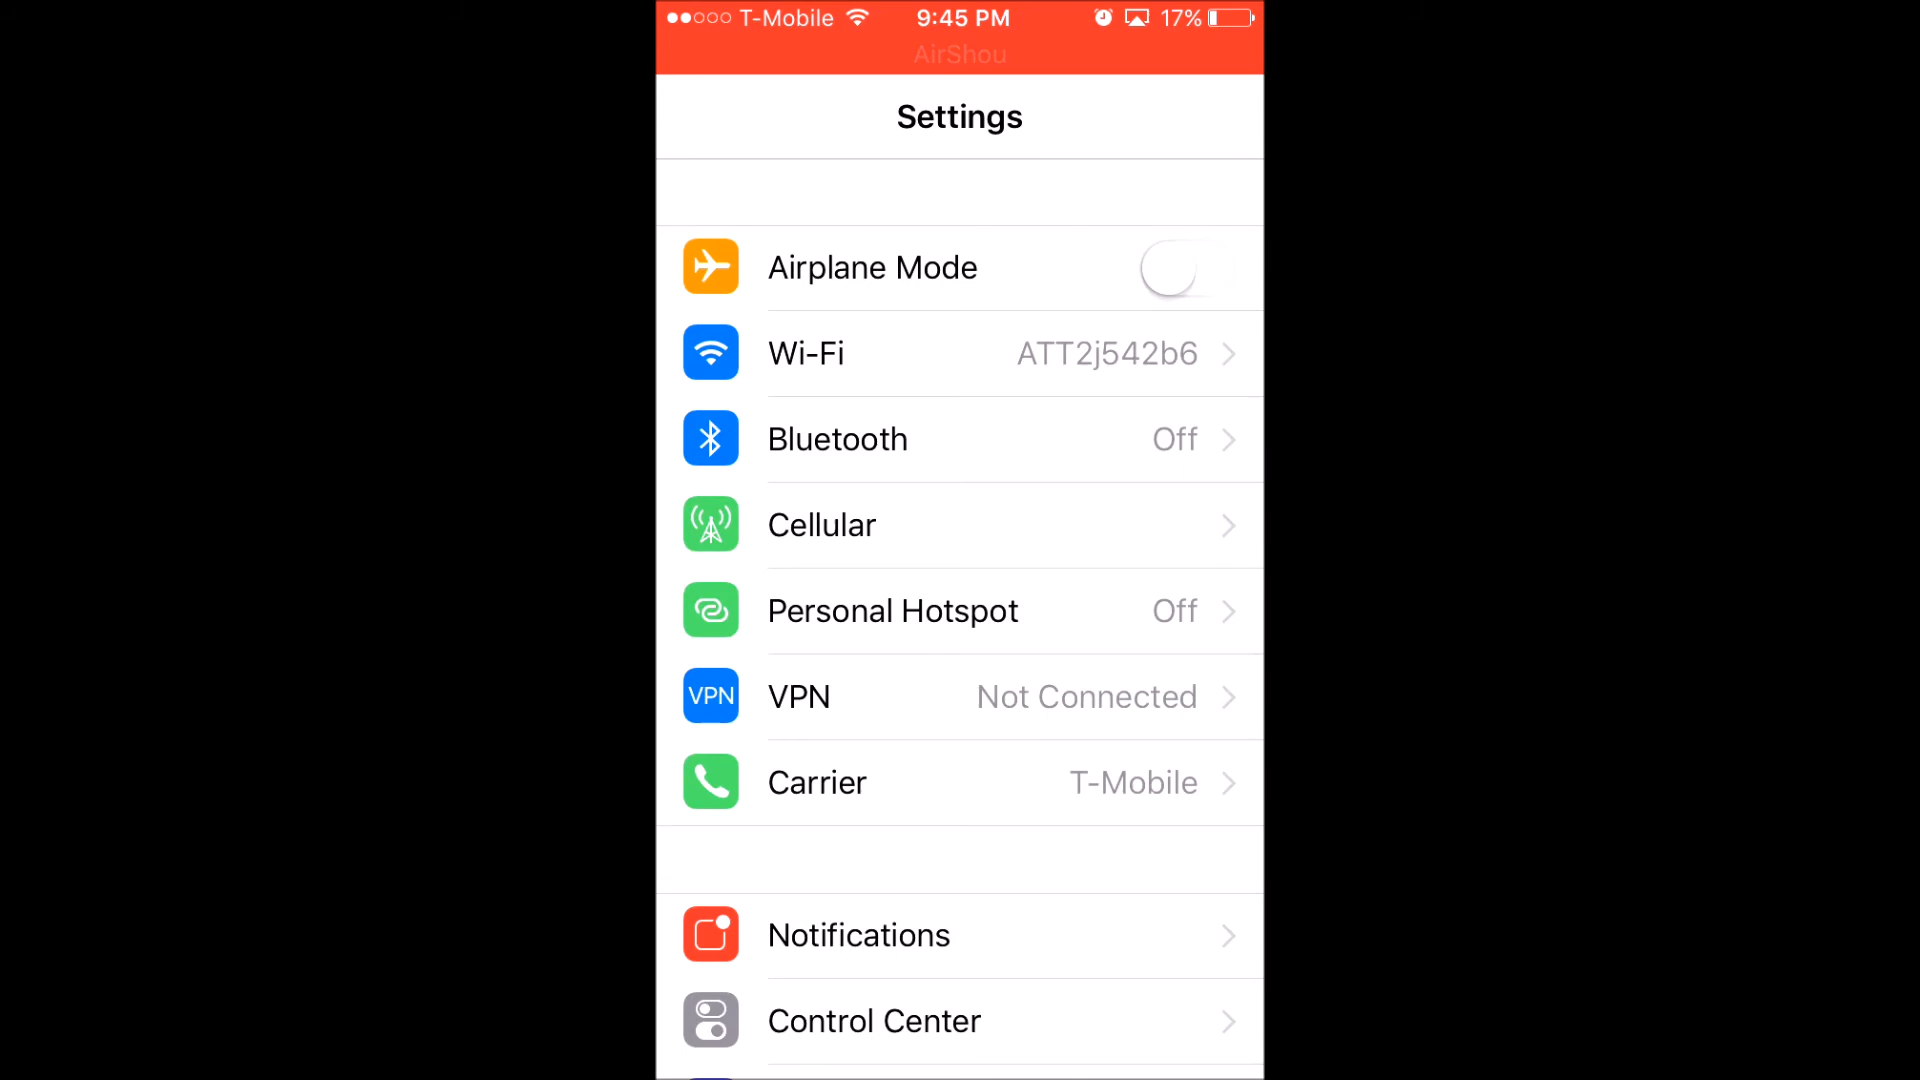 T-Mobile 9:45 PM 17%
AirShou
Settings
Airplane Mode
Wi-Fi ATT2j542b6
Bluetooth Off
Cellular
Personal Hotspot Off
VPN VPN Not Connected
Carrier T-Mobile
Notifications
Control Center